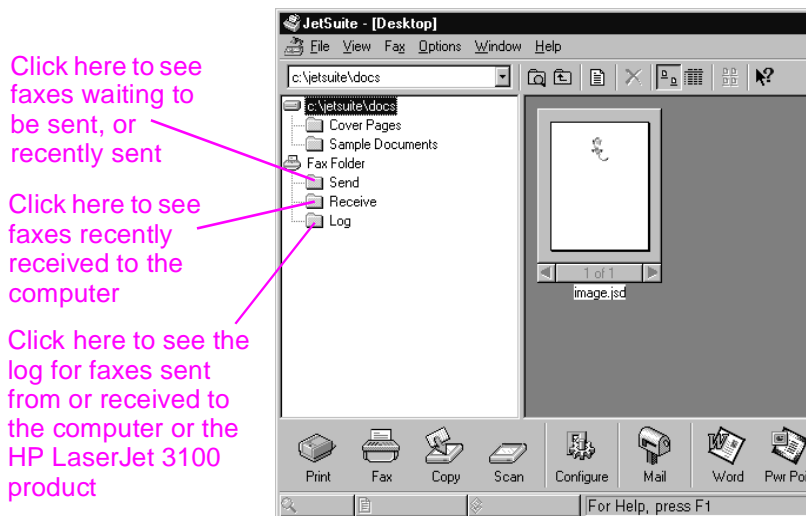 JetSuite - [Desktop]
File View Fax Options Window Help
c:\jetsuite\docs
Click here to see
faxes waiting to
be sent, or
recently sent
Click here to see
faxes recently
received to the
computer
Click here to see the
log for faxes sent
from or received to
the computer or the
HP LaserJet 3100
product
c:\jetsuite\docs
Cover Pages
Sample Documents
Fax Folder
Send
Receive
Log
1 of 1
image.jsd
Print Fax Copy Scan Configure Mail Word Pwr Poi
For Help, press F1